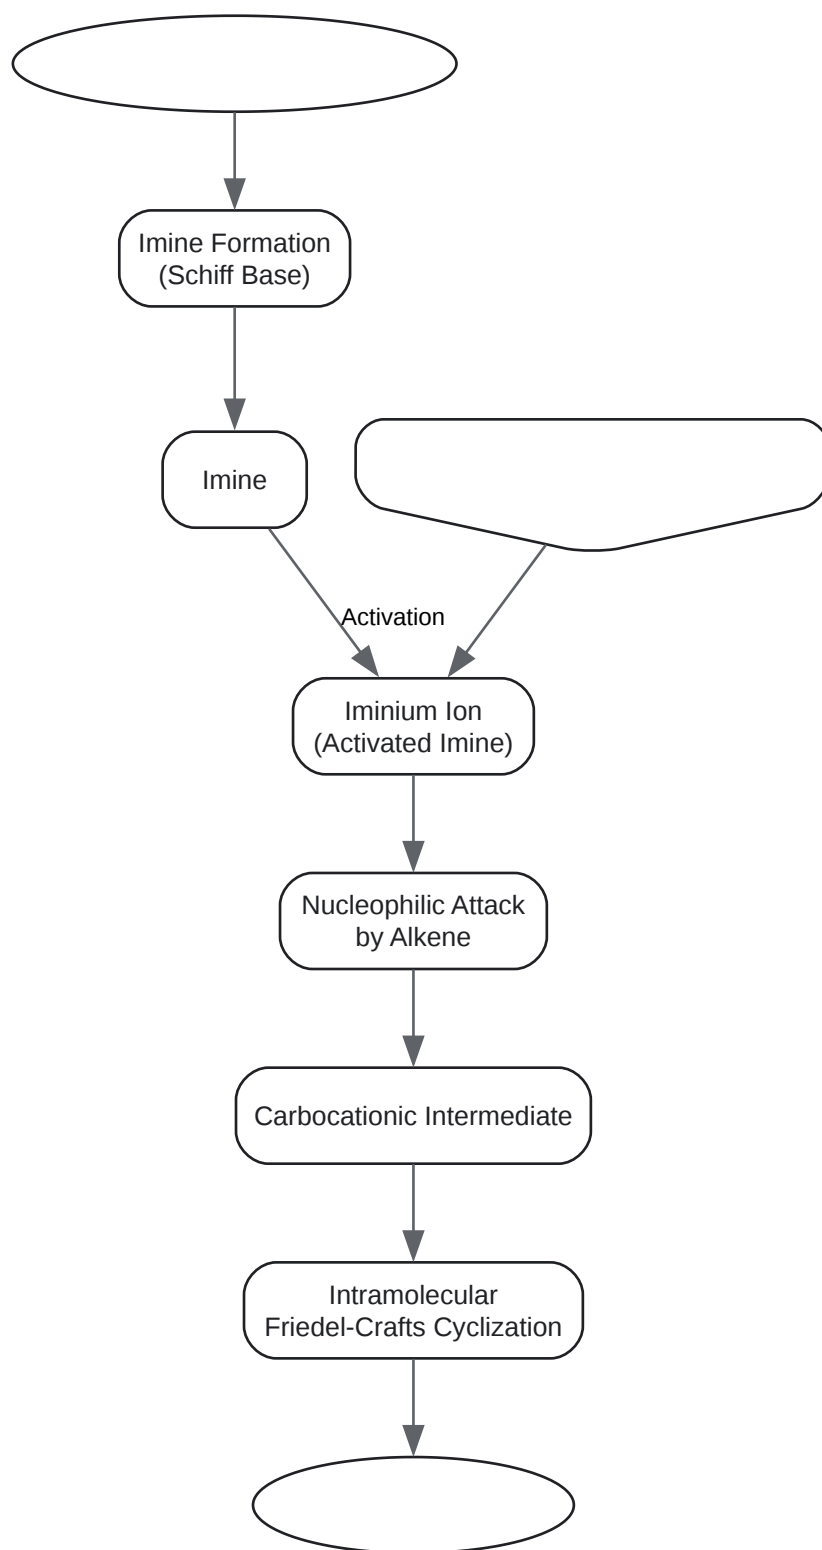 Imine Formation
(Schiff Base)
Imine
Activation
Iminium Ion
(Activated Imine)
Nucleophilic Attack
by Alkene
Carbocationic Intermediate
Intramolecular
Friedel-Crafts Cyclization